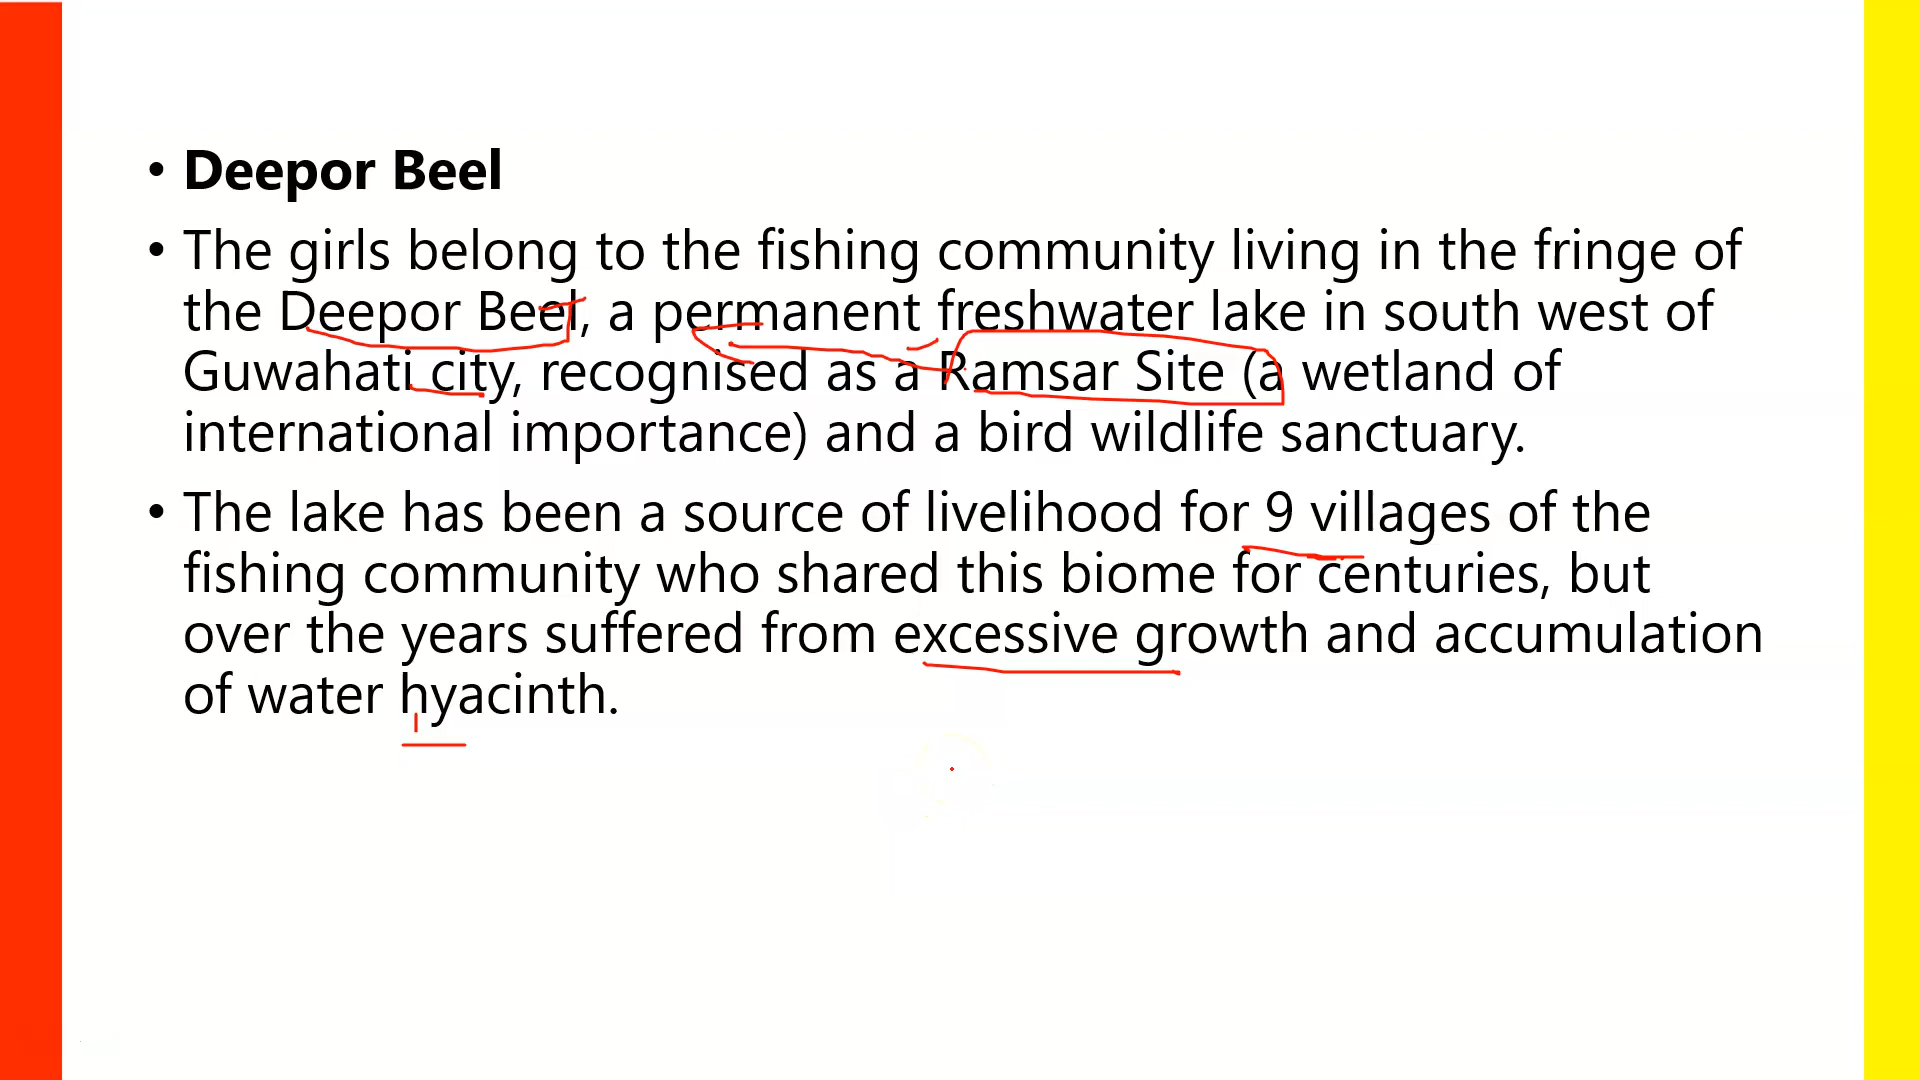 • Deepor Beel
• The girls belong to the fishing community living in the fringe of
the Deepor Beel, a permanent freshwater lake in south west of
Guwahati city, recognised as a Ramsar Site (a wetland of
international importance) and a bird wildlife sanctuary.
• The lake has been a source of livelihood for 9 villages of the
fishing community who shared this biome for centuries, but
over the years suffered from excessive growth and accumulation
of water hyacinth.